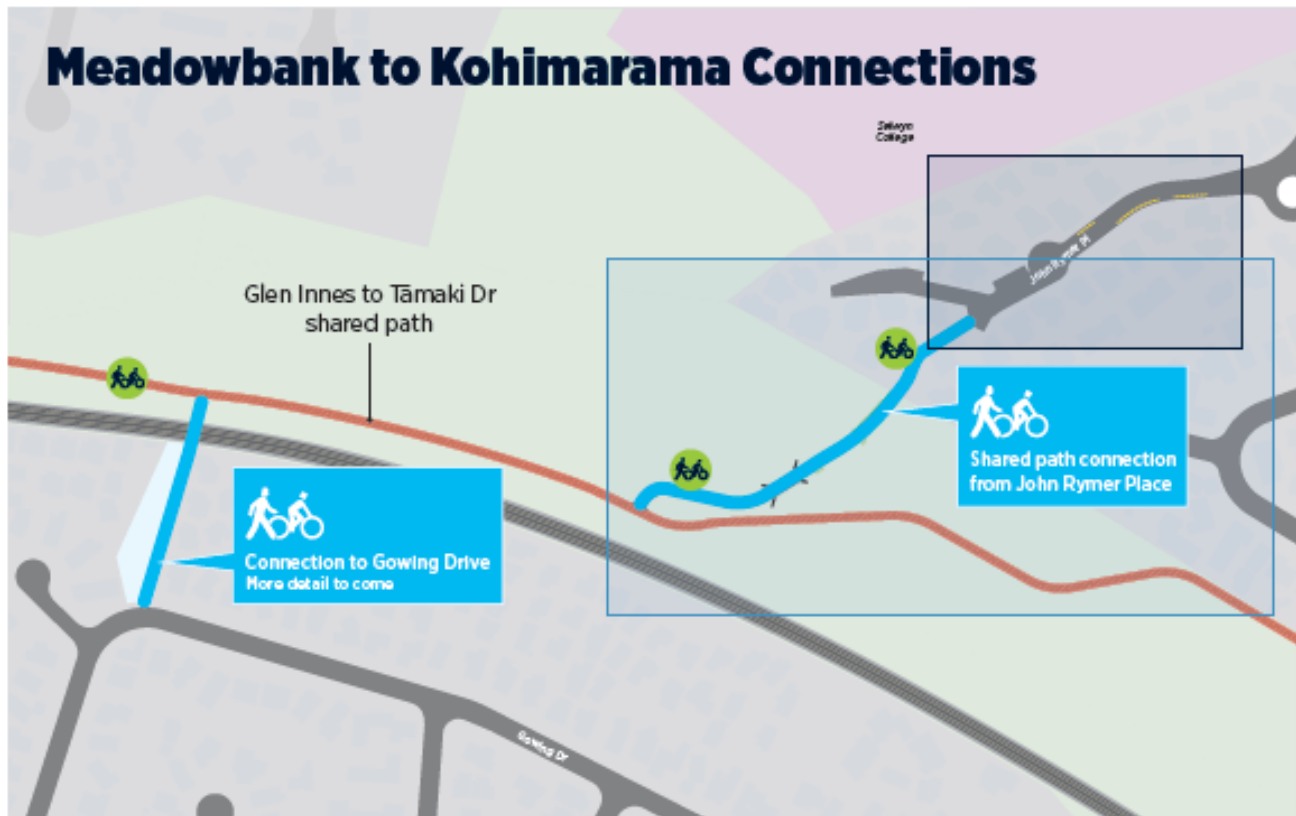 Meadowbank to Kohimarama Connections
Selwyn
College
John Rymer Pl
Glen Innes to Tāmaki Dr
shared path
Shared path connection
from John Rymer Place
Connection to Gowing Drive
More detail to come
Gowing Dr